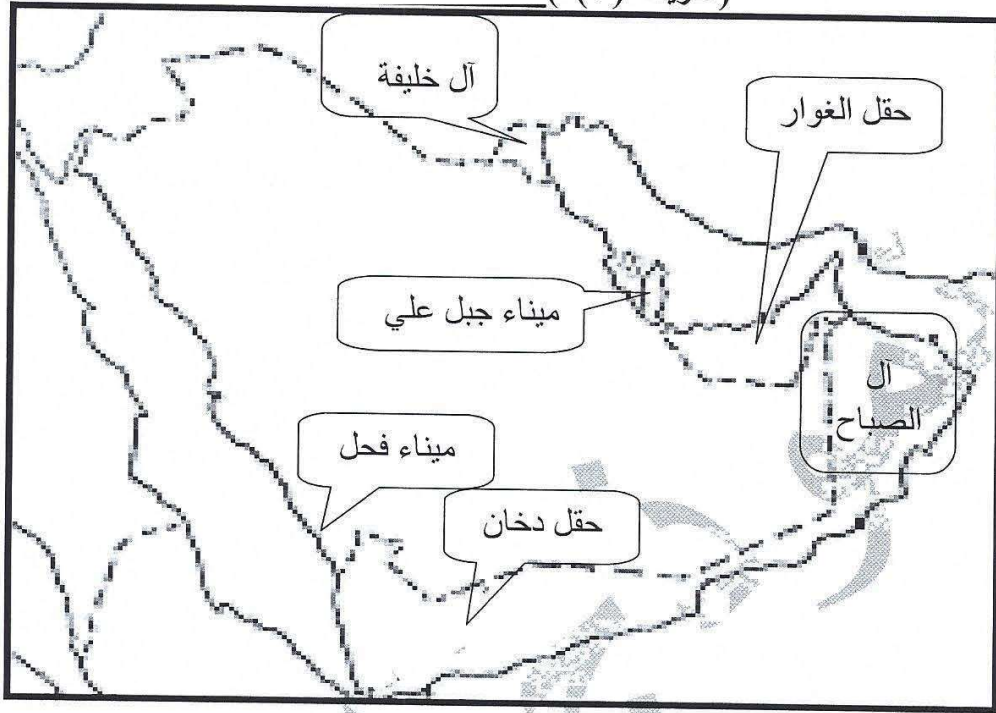 آل خليفة
حقل الغوار
ميناء جبل علي
آل
الصباح
ميناء فحل
حقل دخان